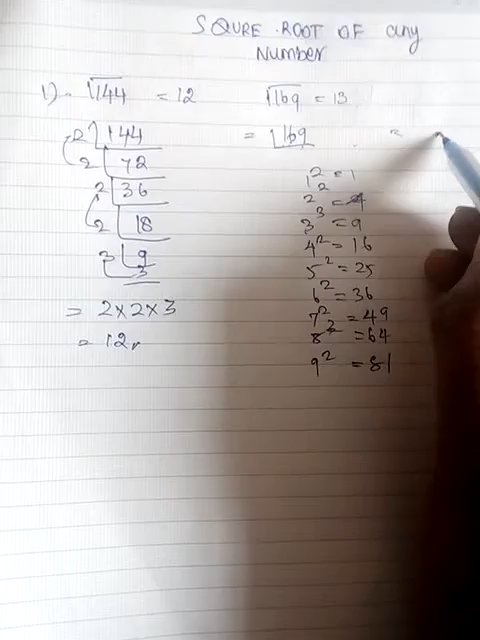 SQURE ROOT OF any
Number
1) √144 = 12
2 | 144
2 | 72
2 | 36
2 | 18
3 | 9
3
= 2×2×3
= 12
√169 = 13
= 169
1² = 1
2² = 4
3³ = 9
4² = 16
5² = 25
6² = 36
7² = 49
8² = 64
9² = 81